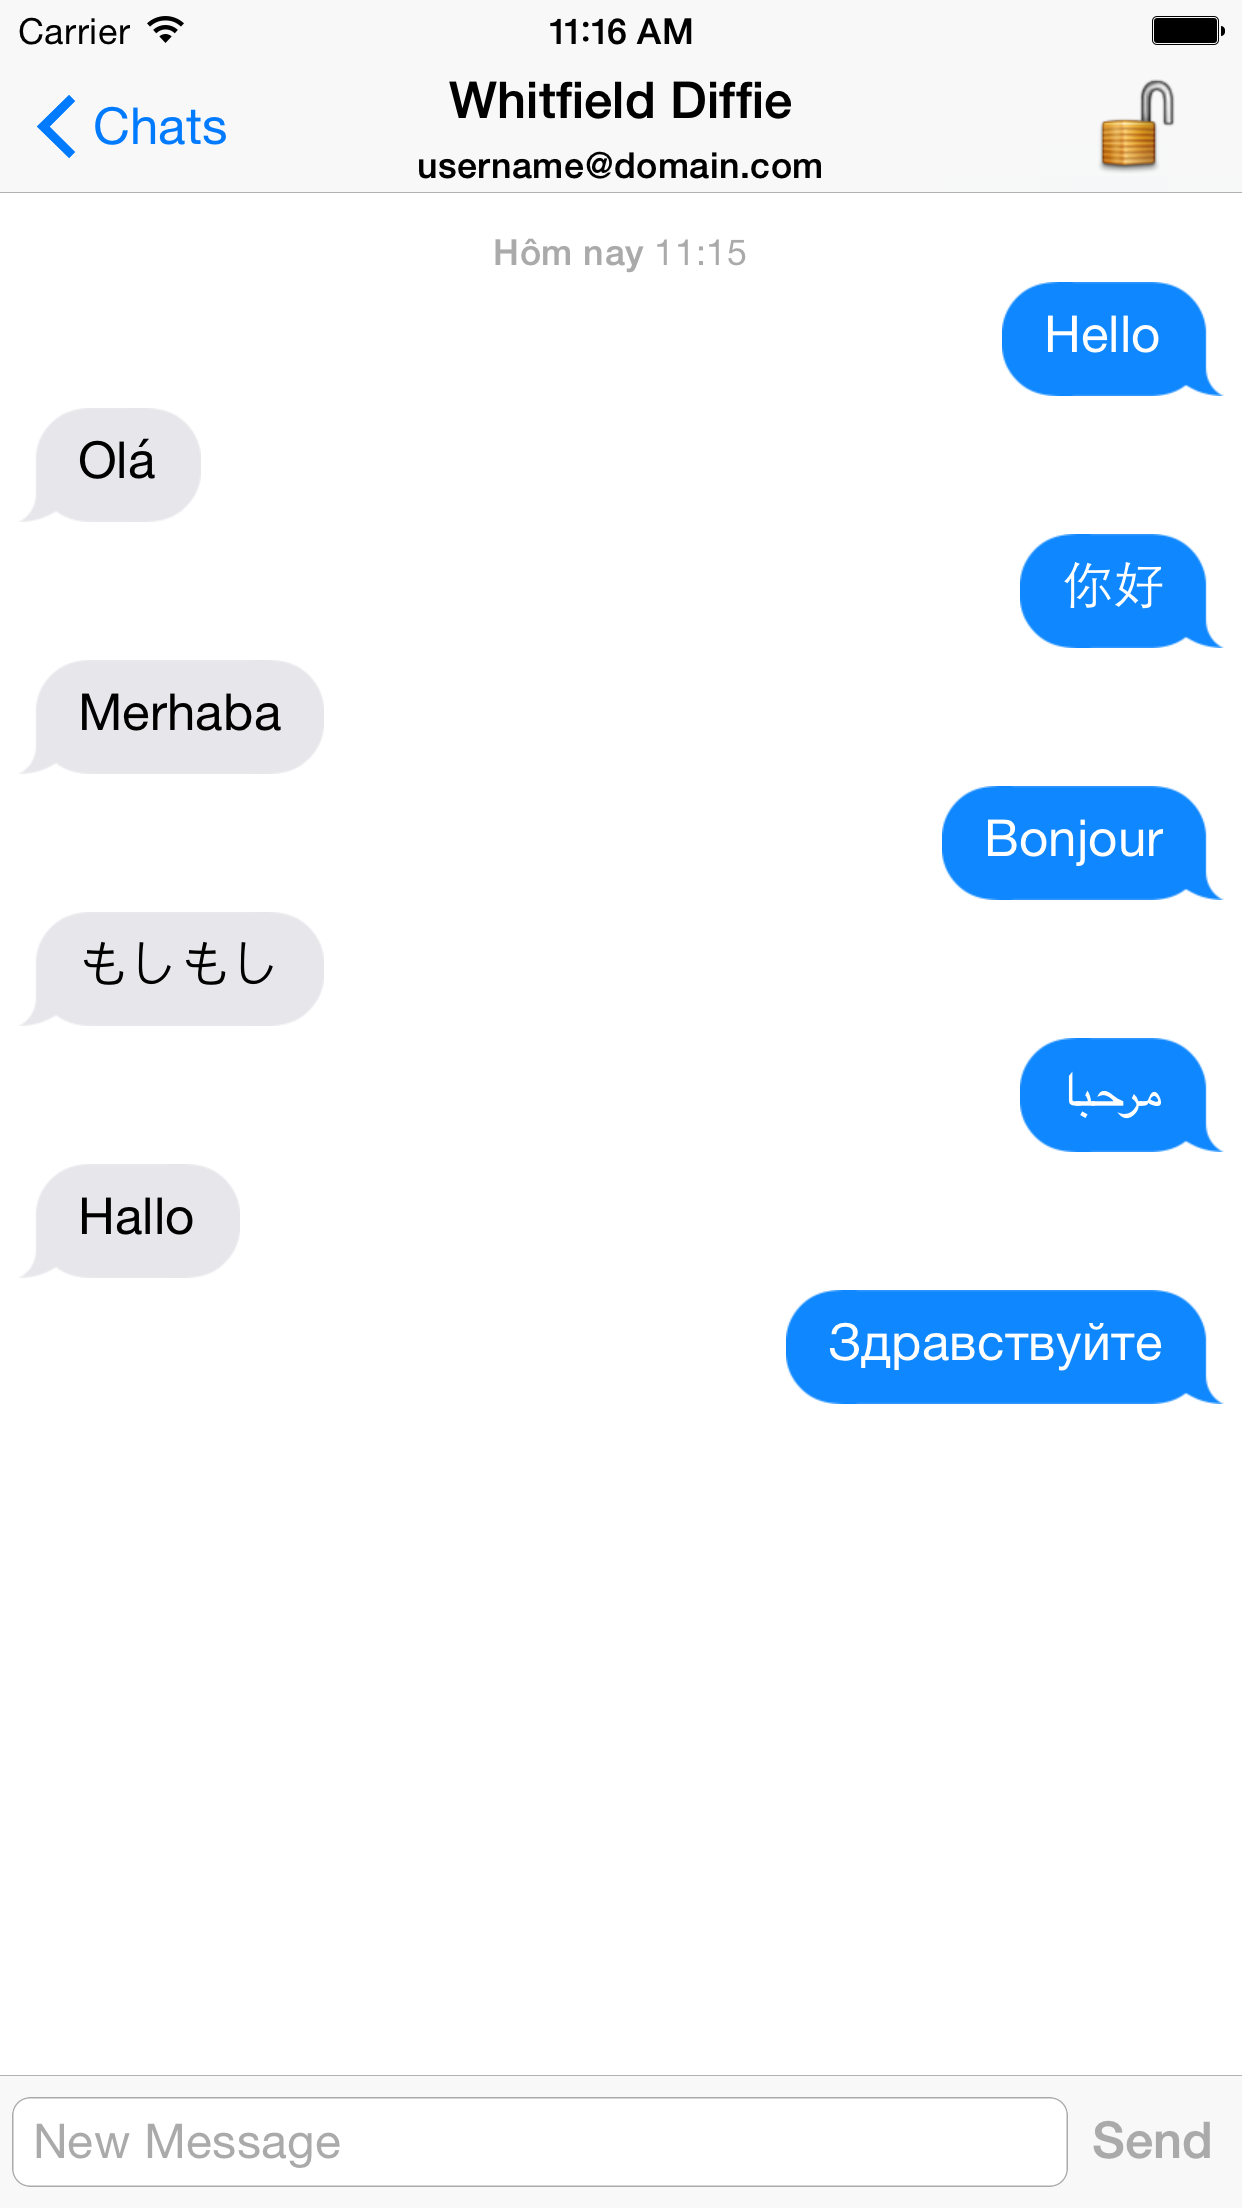 Carrier 11:16 AM
Chats
Whitfield Diffie
username@domain.com
Hôm nay 11:15
Hello
Olá
你好
Merhaba
Bonjour
もしもし
مرحبا
Hallo
Здравствуйте
New Message Send